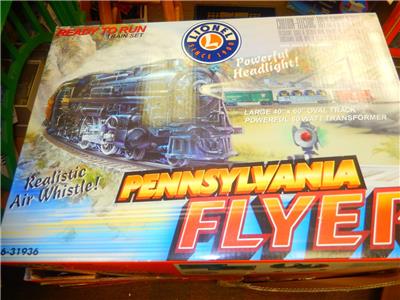 READY TO RUN
TRAIN SET
LIONEL
L
SINCE 1900
Powerful
Headlight!
LARGE 40" x 60" OVAL TRACK
POWERFUL 60 WATT TRANSFORMER
Realistic
Air Whistle!
PENNSYLVANIA
FLYER
6-31936